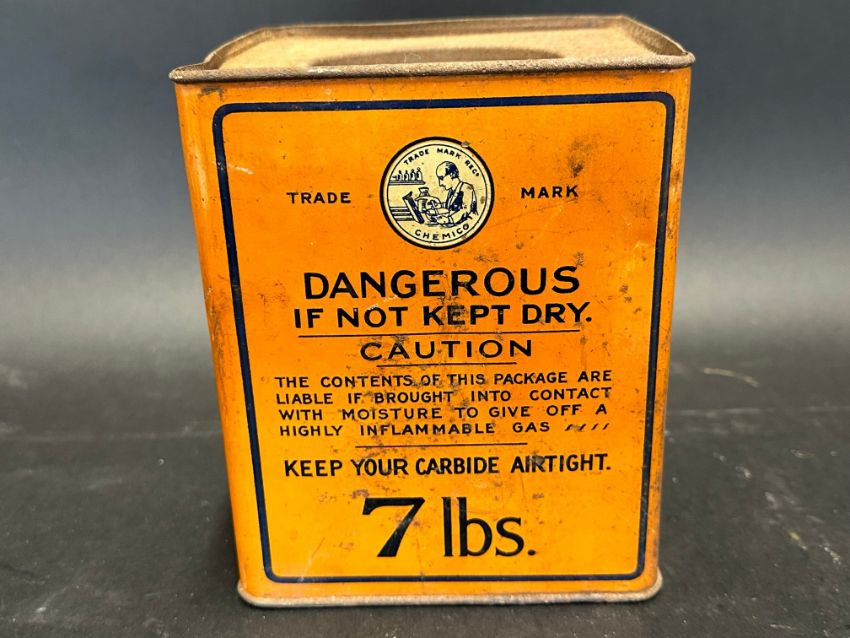 TRADE MARK REGD
CHEMICO
TRADE MARK
DANGEROUS
IF NOT KEPT DRY.
CAUTION
THE CONTENTS OF THIS PACKAGE ARE
LIABLE IF BROUGHT INTO CONTACT
WITH MOISTURE TO GIVE OFF A
HIGHLY INFLAMMABLE GAS
KEEP YOUR CARBIDE AIRTIGHT.
7 lbs.